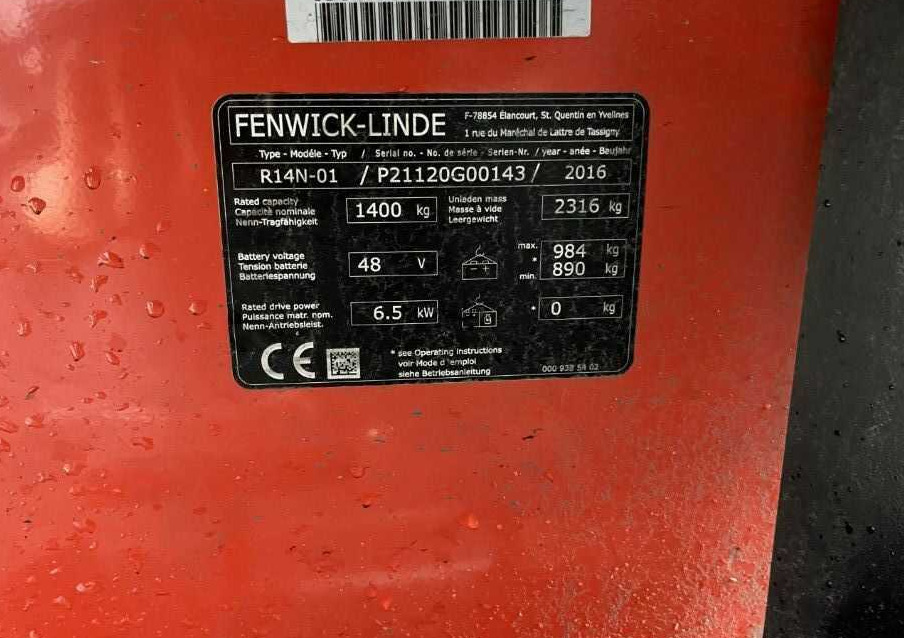 FENWICK-LINDE
F-78854 Élancourt, St. Quentin en Yvelines
1 rue du Maréchal de Lattre de Tassigny
Type - Modéle - Typ / Serial no. - No. de série - Serien-Nr. / year - anée - Baujahr
R14N-01 / P21120G00143 / 2016
Rated capacity
Capacité nominale
Nenn-Tragfähigkeit
1400 kg
Unladen mass
Masse à vide
Leergewicht
2316 kg
Battery voltage
Tension batterie
Batteriespannung
48 V
max. 984 kg
*
min. 890 kg
Rated drive power
Puissance matr. nom.
Nenn-Antriebsleist.
6.5 kW
g
* 0 kg
CE
* see Operating instructions
voir Mode d'emploi
siehe Betriebsanleitung
000 938 54 02